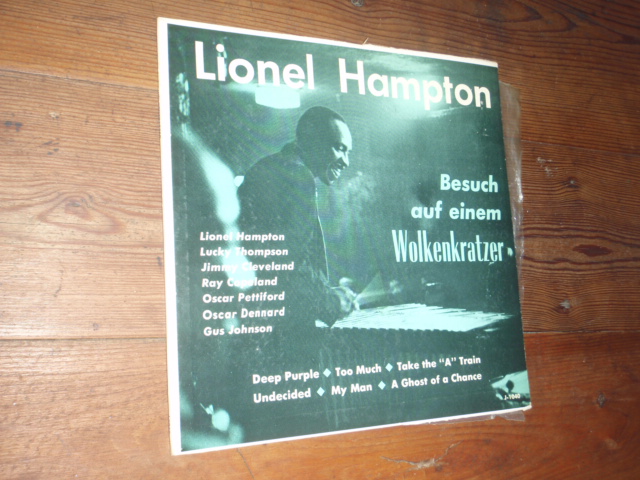 Lionel Hampton
Besuch
auf einem
Wolkenkratzer
Lionel Hampton
Lucky Thompson
Jimmy Cleveland
Ray Copeland
Oscar Pettiford
Oscar Dennard
Gus Johnson
Deep Purple ◆ Too Much ◆ Take the "A" Train
Undecided ◆ My Man ◆ A Ghost of a Chance
J-1040